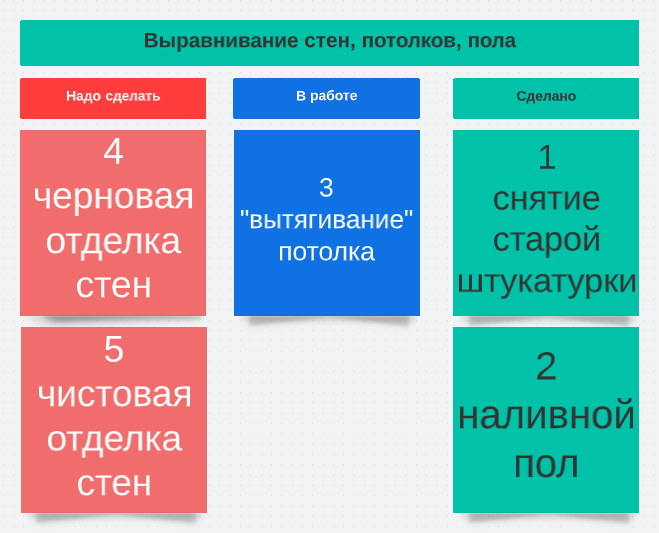 Выравнивание стен, потолков, пола
Надо сделать
В работе
Сделано
4
черновая
отделка
стен
3
"вытягивание"
потолка
1
снятие
старой
штукатурки
5
чистовая
отделка
стен
2
наливной
пол